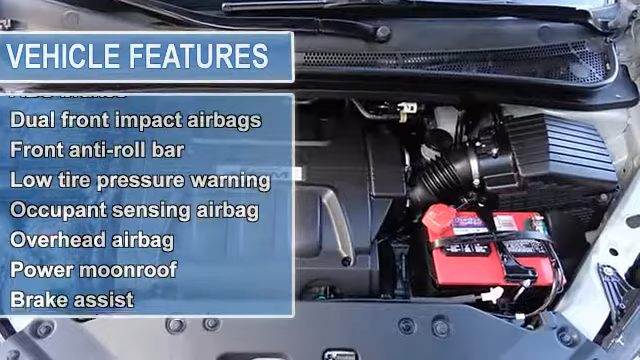 VEHICLE FEATURES
Dual front impact airbags
Front anti-roll bar
Low tire pressure warning
Occupant sensing airbag
Overhead airbag
Power moonroof
Brake assist